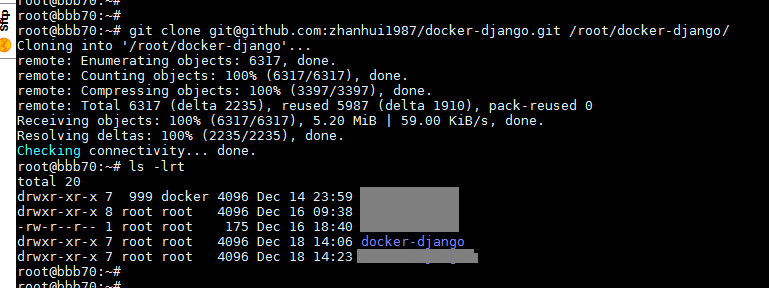 Sftp
root@bbb70:~#
root@bbb70:~#
root@bbb70:~# git clone git@github.com:zhanhui1987/docker-django.git /root/docker-django/
Cloning into '/root/docker-django'...
remote: Enumerating objects: 6317, done.
remote: Counting objects: 100% (6317/6317), done.
remote: Compressing objects: 100% (3397/3397), done.
remote: Total 6317 (delta 2235), reused 5987 (delta 1910), pack-reused 0
Receiving objects: 100% (6317/6317), 5.20 MiB | 59.00 KiB/s, done.
Resolving deltas: 100% (2235/2235), done.
Checking connectivity... done.
root@bbb70:~# ls -lrt
total 20
drwxr-xr-x 7  999 docker 4096 Dec 14 23:59
drwxr-xr-x 8 root root   4096 Dec 16 09:38
-rw-r--r-- 1 root root    175 Dec 16 18:40
drwxr-xr-x 7 root root   4096 Dec 18 14:06 docker-django
drwxr-xr-x 7 root root   4096 Dec 18 14:23
root@bbb70:~#
root@bbb70:~#